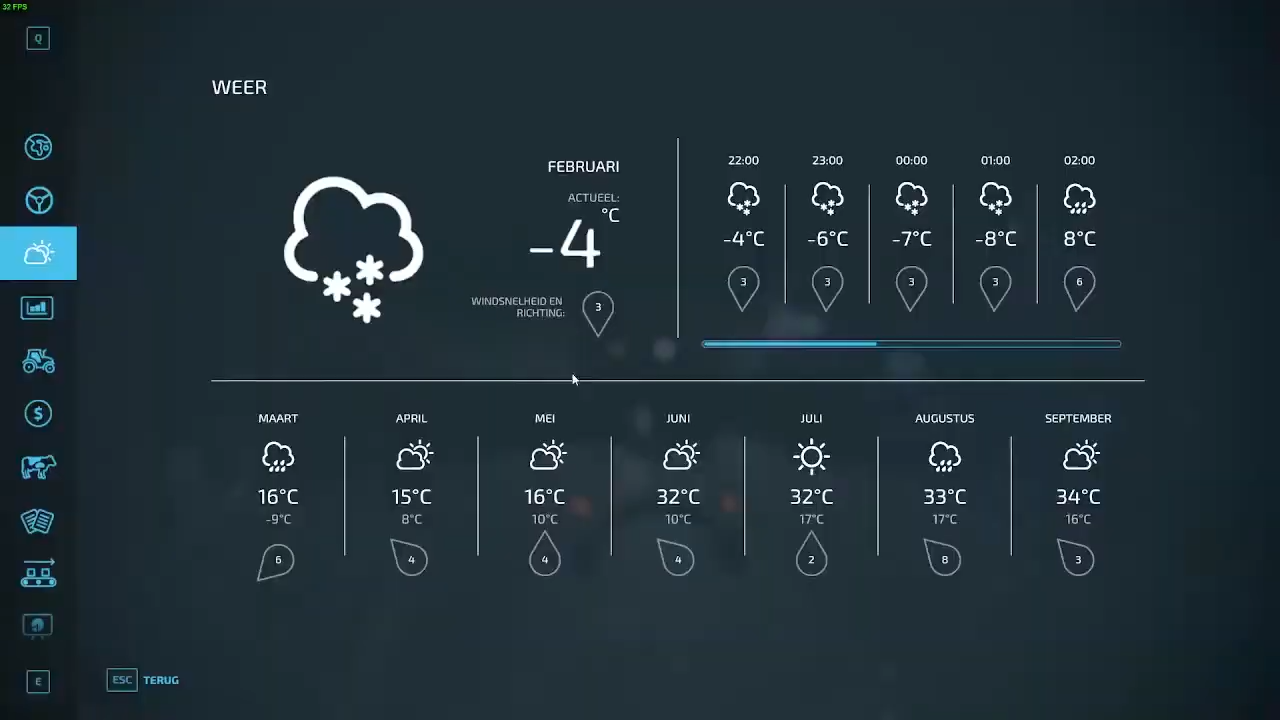 32 FPS
Q
WEER
FEBRUARI
ACTUEEL:
-4 °C
WINDSNELHEID EN
RICHTING:
3
22:00 23:00 00:00 01:00 02:00
-4°C -6°C -7°C -8°C 8°C
3 3 3 3 6
MAART APRIL MEI JUNI JULI AUGUSTUS SEPTEMBER
16°C 15°C 16°C 32°C 32°C 33°C 34°C
-9°C 8°C 10°C 10°C 17°C 17°C 16°C
6 4 4 4 2 8 3
E
ESC TERUG